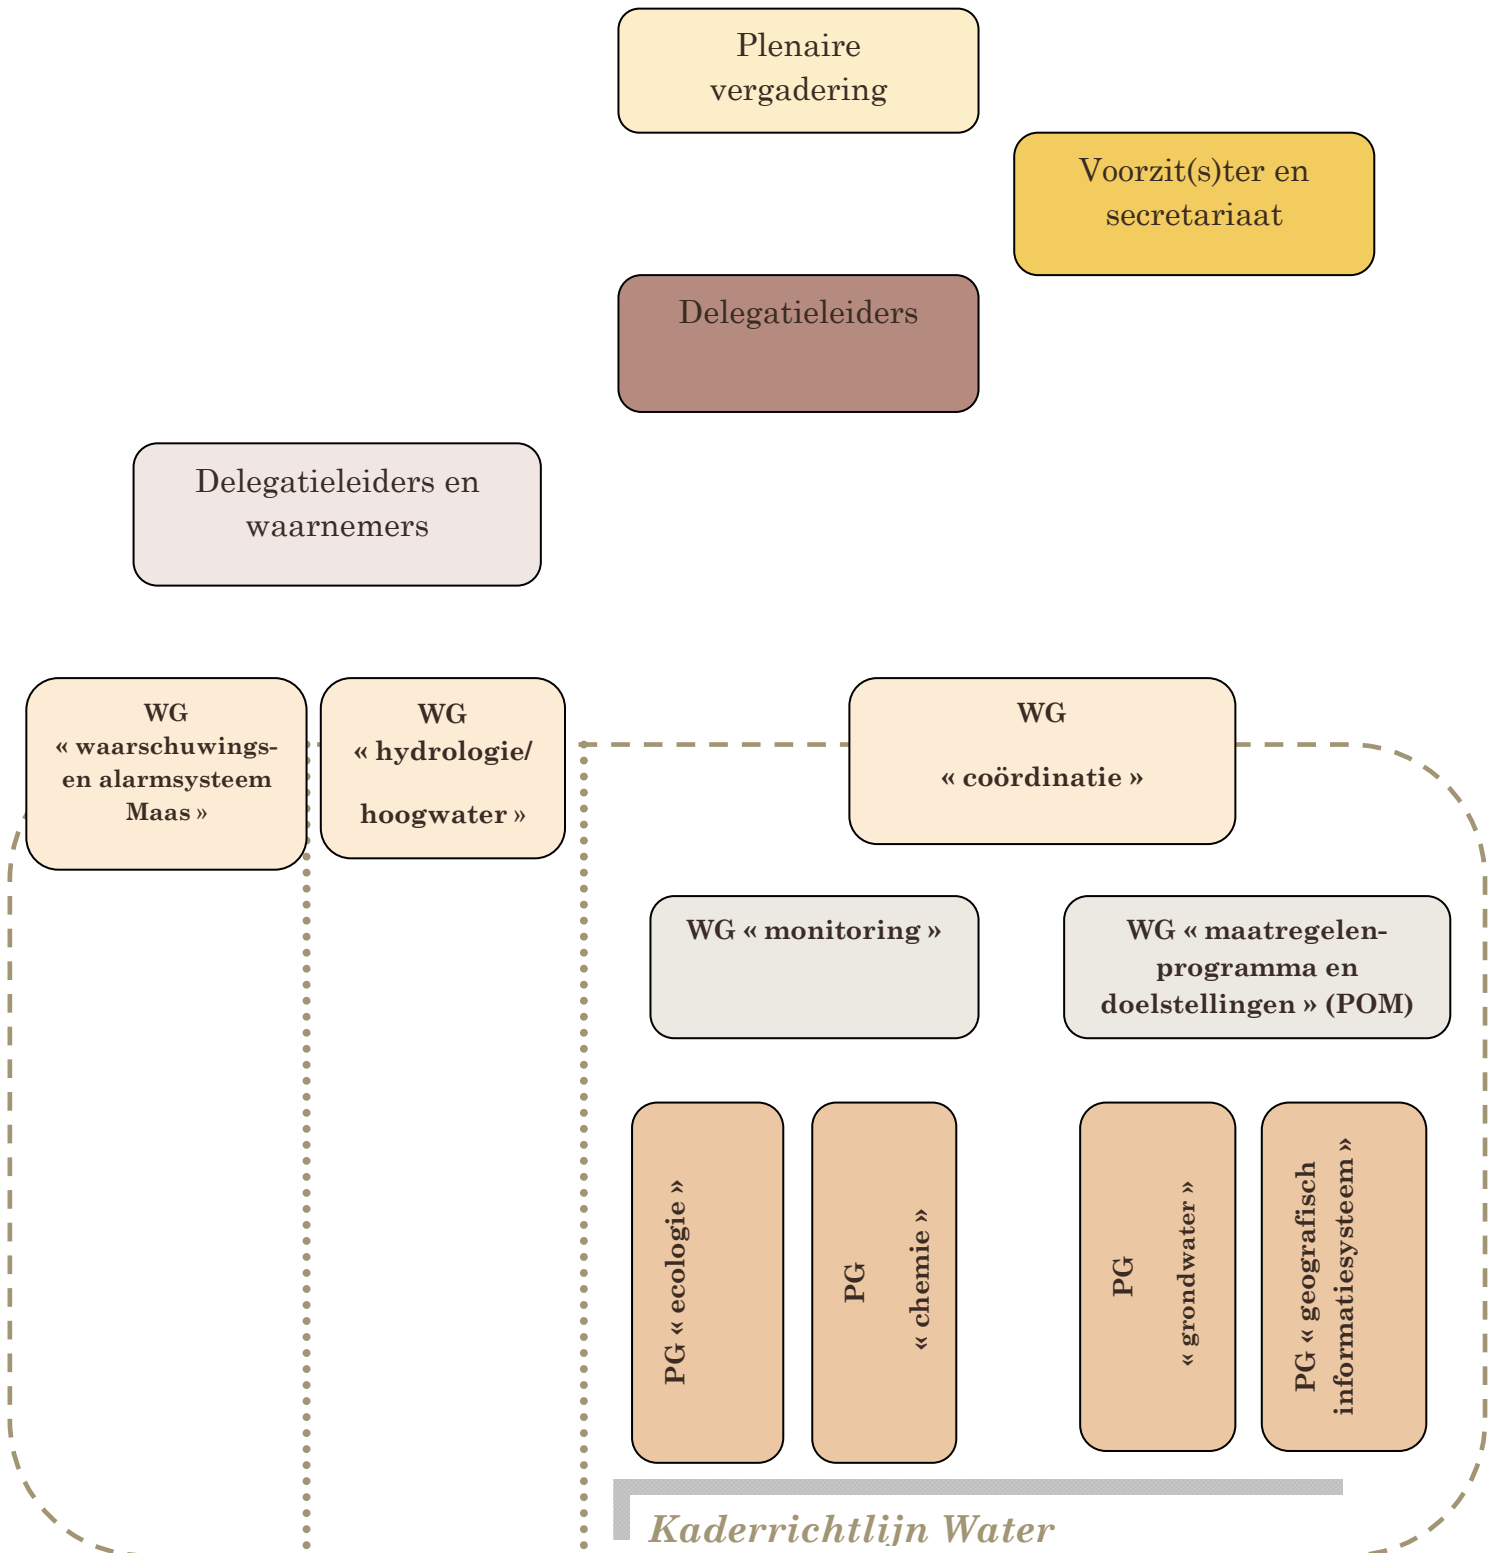 Plenaire
vergadering
Voorzit(s)ter en
secretariaat
Delegatieleiders
Delegatieleiders en
waarnemers
WG
« waarschuwings-
en alarmsysteem
Maas »
WG
« hydrologie/
hoogwater »
WG
« coördinatie »
WG « monitoring »
WG « maatregelen-
programma en
doelstellingen » (POM)
PG « ecologie »
PG
« chemie »
PG
« grondwater »
PG « geografisch
informatiesysteem »
Kaderrichtlijn Water